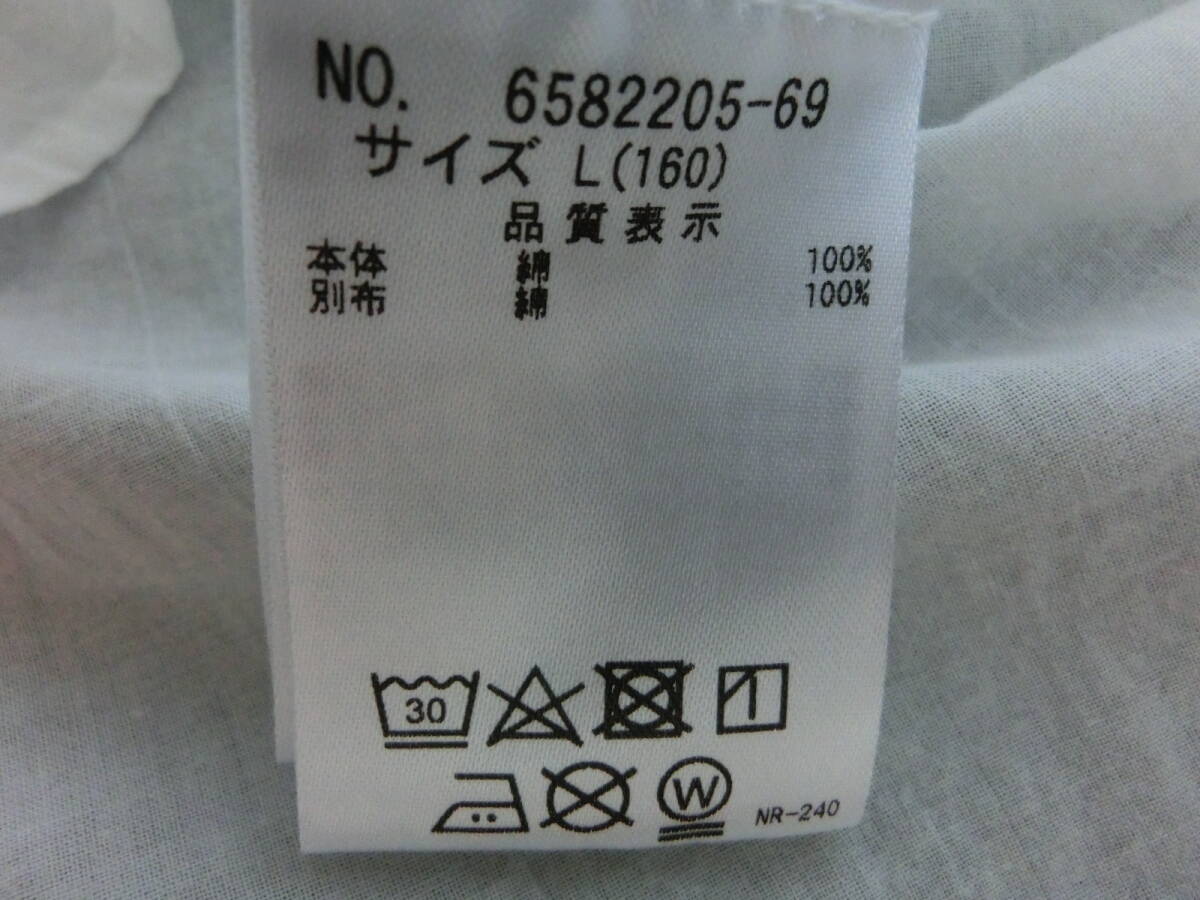 NO. 6582205-69
サイズ L(160)
品質表示
本体 綿 100%
別布 綿 100%
30
W
NR-240